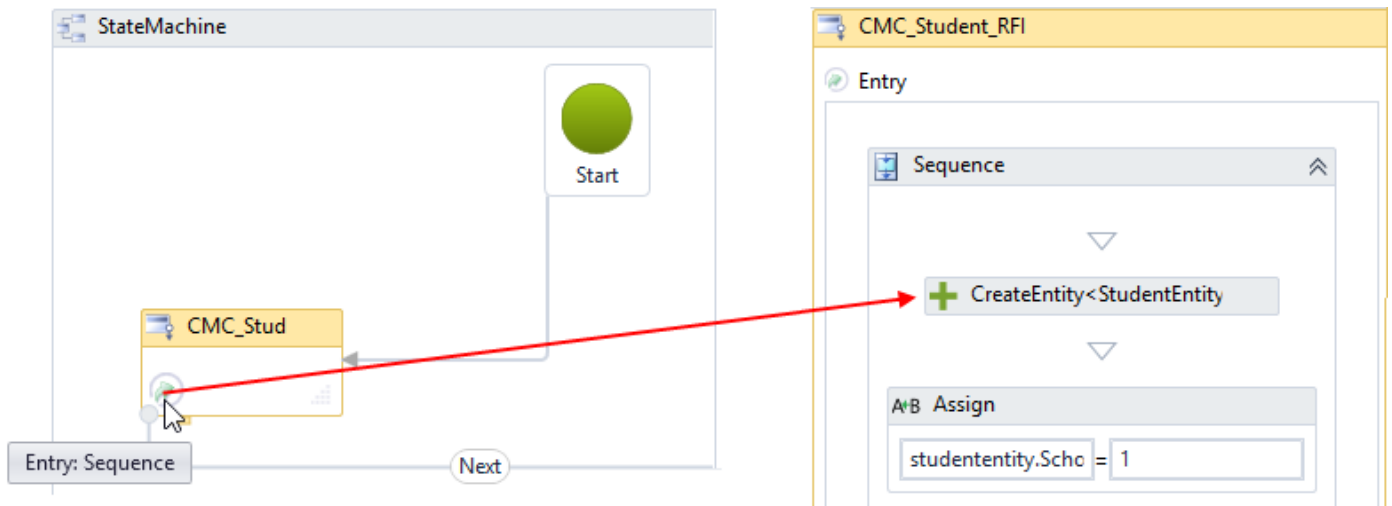 StateMachine
Start
CMC_Stud
Entry: Sequence
Next
CMC_Student_RFI
Entry
Sequence
CreateEntity<StudentEntity
A+B Assign
studententity.Scho = 1